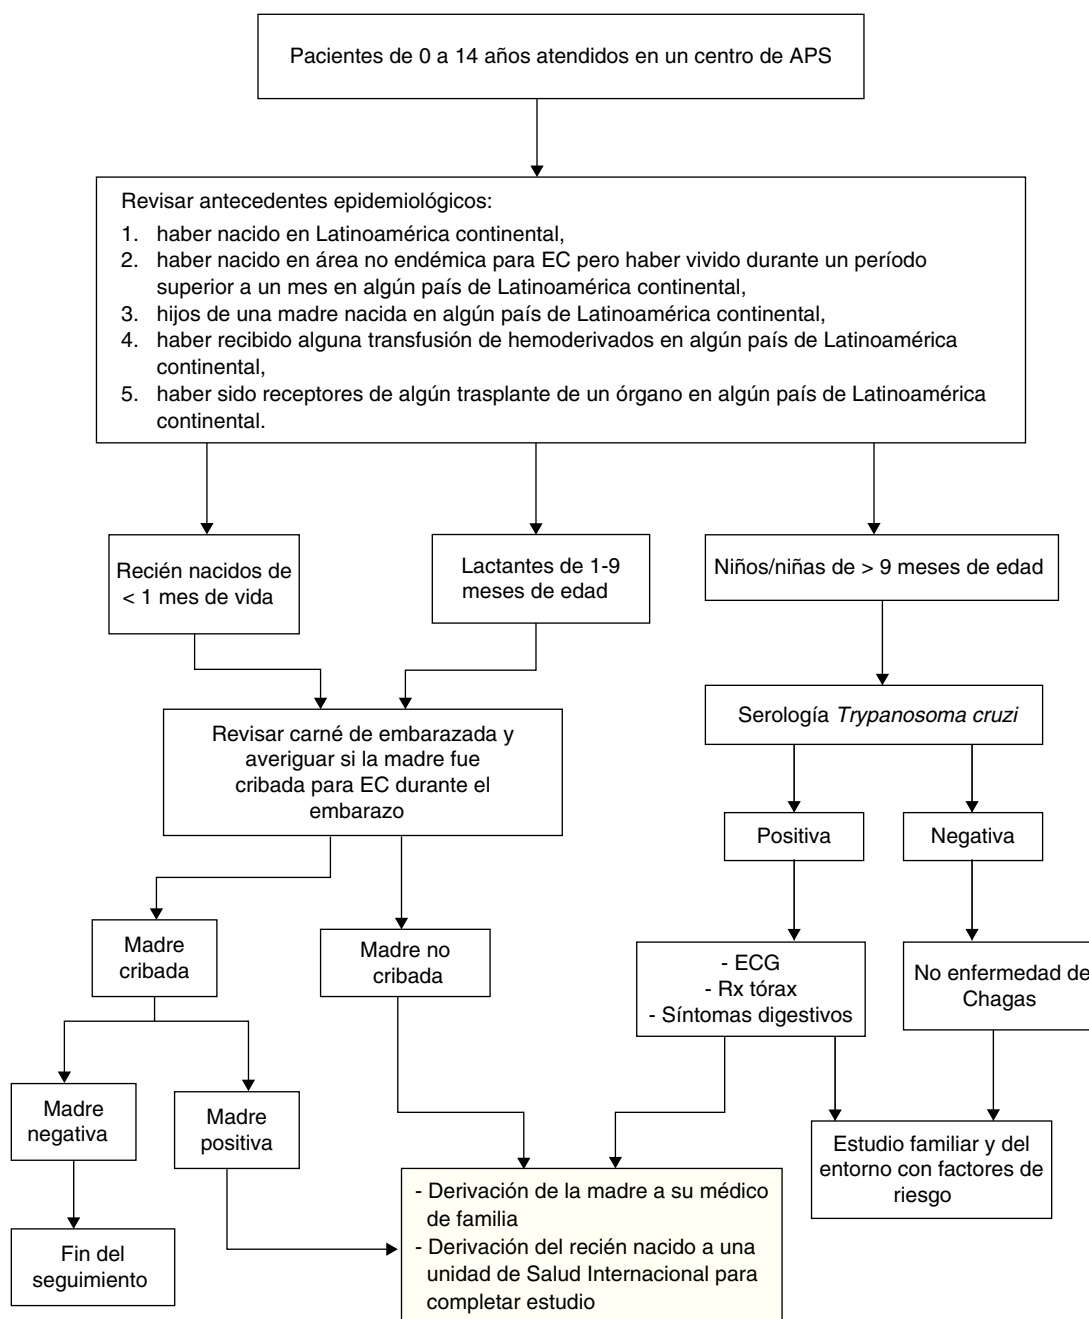 Pacientes de 0 a 14 años atendidos en un centro de APS
Revisar antecedentes epidemiológicos:
1. haber nacido en Latinoamérica continental,
2. haber nacido en área no endémica para EC pero haber vivido durante un período
superior a un mes en algún país de Latinoamérica continental,
3. hijos de una madre nacida en algún país de Latinoamérica continental,
4. haber recibido alguna transfusión de hemoderivados en algún país de Latinoamérica
continental,
5. haber sido receptores de algún trasplante de un órgano en algún país de Latinoamérica
continental.
Recién nacidos de
< 1 mes de vida
Lactantes de 1-9
meses de edad
Niños/niñas de > 9 meses de edad
Revisar carné de embarazada y
averiguar si la madre fue
cribada para EC durante el
embarazo
Serología Trypanosoma cruzi
Positiva
Negativa
Madre
cribada
Madre no
cribada
- ECG
- Rx tórax
- Síntomas digestivos
No enfermedad de
Chagas
Madre
negativa
Madre
positiva
Estudio familiar y del
entorno con factores de
riesgo
- Derivación de la madre a su médico
de familia
- Derivación del recién nacido a una
unidad de Salud Internacional para
completar estudio
Fin del
seguimiento